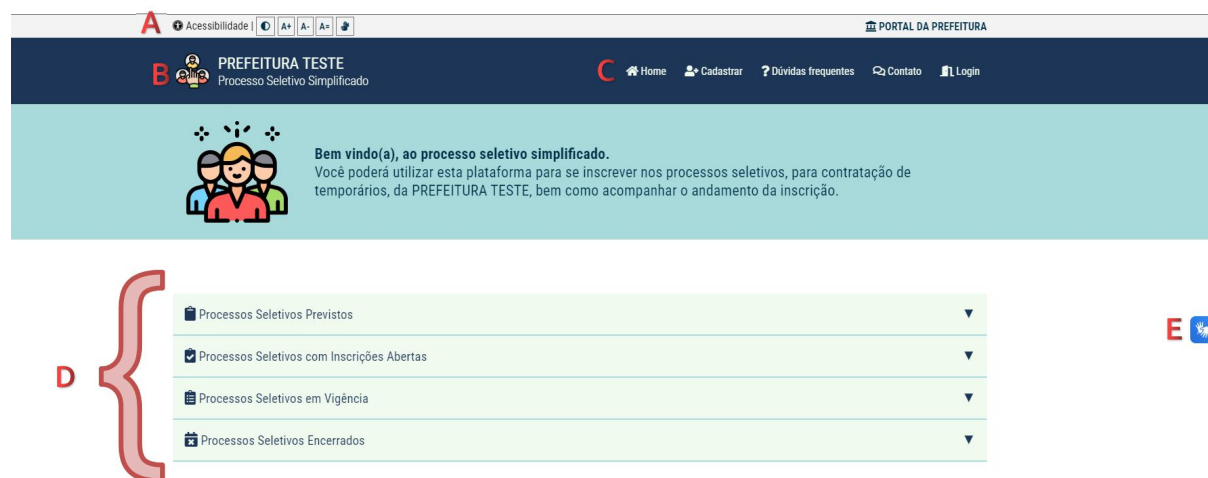 A Acessibilidade | A+ A- A= PORTAL DA PREFEITURA
B PREFEITURA TESTE
Processo Seletivo Simplificado
C Home Cadastrar ? Dúvidas frequentes Contato Login
Bem vindo(a), ao processo seletivo simplificado.
Você poderá utilizar esta plataforma para se inscrever nos processos seletivos, para contratação de
temporários, da PREFEITURA TESTE, bem como acompanhar o andamento da inscrição.
Processos Seletivos Previstos
E
Processos Seletivos com Inscrições Abertas
D
Processos Seletivos em Vigência
Processos Seletivos Encerrados